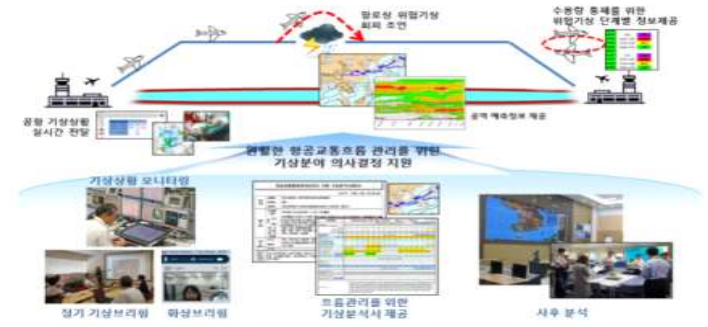 항로상 위험기상
회피 조언
수용량 통제를 위한
위험기상 단계별 정보제공
공항 기상상황
실시간 전달
공역 예측정보 제공
원활한 항공교통흐름 관리를 위한
기상분야 의사결정 지원
기상상황 모니터링
정기 기상브리핑
화상브리핑
흐름관리를 위한
기상분석서 제공
사후 분석